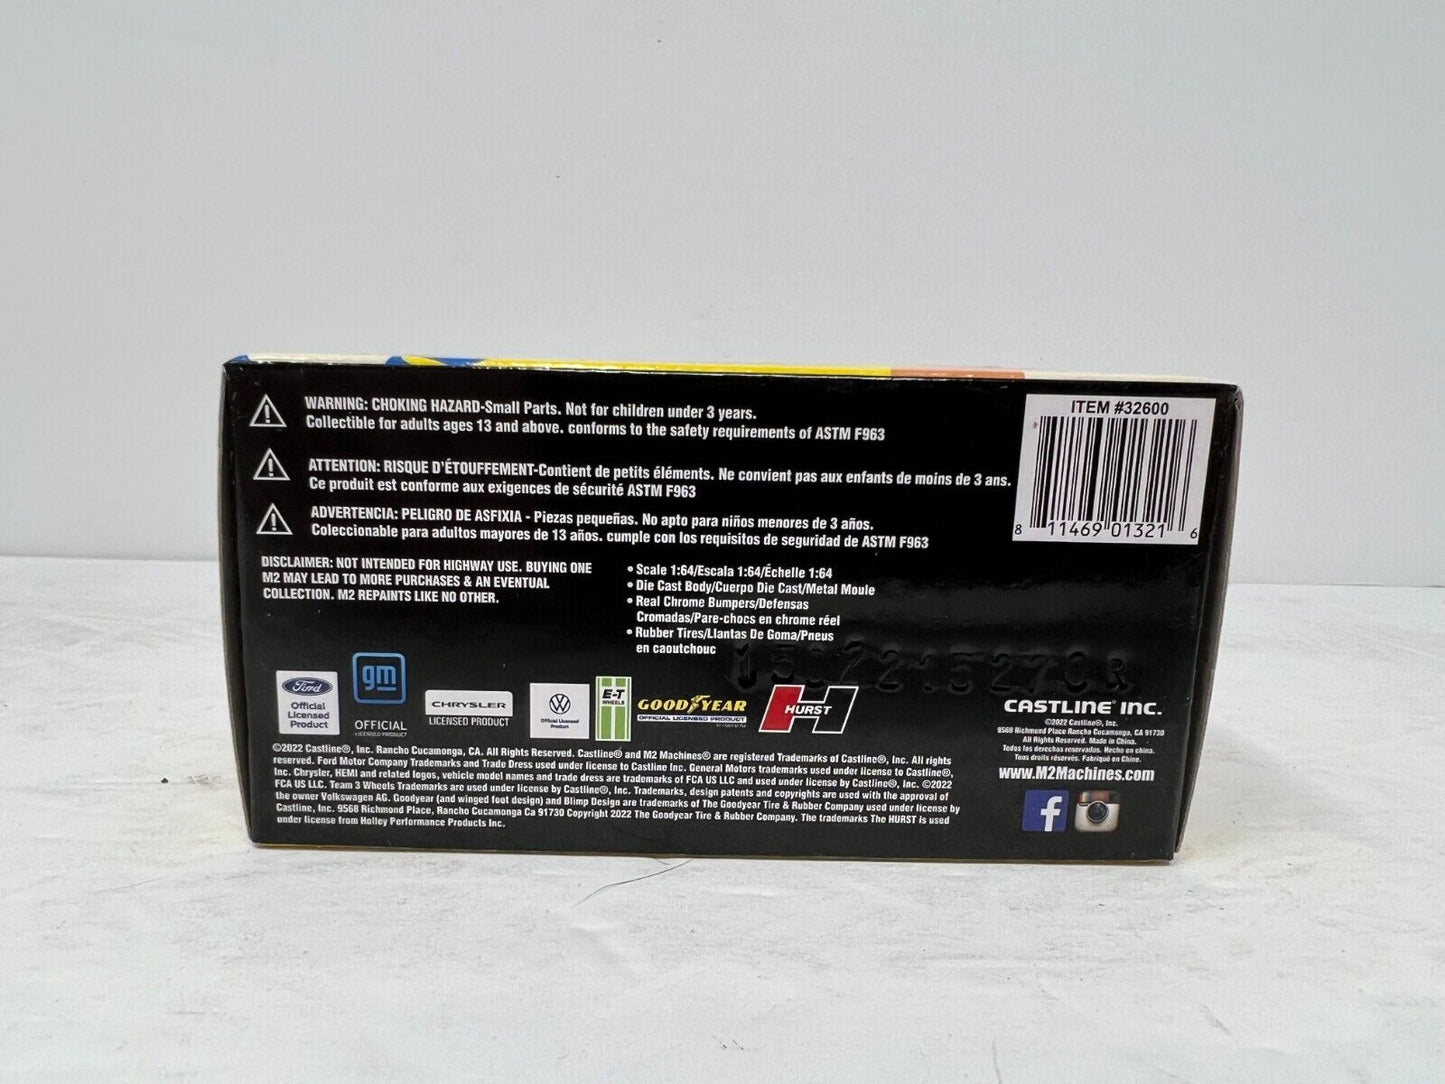 WARNING: CHOKING HAZARD-Small Parts. Not for children under 3 years.
Collectible for adults ages 13 and above. conforms to the safety requirements of ASTM F963
ATTENTION: RISQUE D'ÉTOUFFEMENT-Contient de petits éléments. Ne convient pas aux enfants de moins de 3 ans.
Ce produit est conforme aux exigences de sécurité ASTM F963
ADVERTENCIA: PELIGRO DE ASFIXIA - Piezas pequeñas. No apto para niños menores de 3 años.
Coleccionable para adultos mayores de 13 años. cumple con los requisitos de seguridad de ASTM F963
ITEM #32600
8 11469 01321 6
DISCLAIMER: NOT INTENDED FOR HIGHWAY USE. BUYING ONE
M2 MAY LEAD TO MORE PURCHASES & AN EVENTUAL
COLLECTION. M2 REPAINTS LIKE NO OTHER.
• Scale 1:64/Escala 1:64/Échelle 1:64
• Die Cast Body/Cuerpo Die Cast/Metal Moule
• Real Chrome Bumpers/Defensas
Cromadas/Pare-chocs en chrome réel
• Rubber Tires/Llantas De Goma/Pneus
en caoutchouc
Ford
Official
Licensed
Product
gm
OFFICIAL
LICENSED PRODUCT
CHRYSLER
LICENSED PRODUCT
Official Licensed
Product
E-T
WHEELS
GOODYEAR
OFFICIAL LICENSED PRODUCT
HURST
CASTLINE® INC.
©2022 Castline®, Inc.
9568 Richmond Place Rancho Cucamonga, CA 91730
All Rights Reserved. Made in China.
Todos los derechos reservados. Hecho en china.
Tous droits réservés. Fabriqué en Chine.
www.M2Machines.com
f
©2022 Castline®, Inc. Rancho Cucamonga, CA. All Rights Reserved. Castline® and M2 Machines® are registered Trademarks of Castline®, Inc. All rights
reserved. Ford Motor Company Trademarks and Trade Dress used under license to Castline Inc. General Motors trademarks used under license to Castline®,
Inc. Chrysler, HEMI and related logos, vehicle model names and trade dress are trademarks of FCA US LLC and used under license by Castline®, Inc. ©2022
FCA US LLC. Team 3 Wheels Trademarks are used under license by Castline®, Inc. Trademarks, design patents and copyrights are used with the approval of
the owner Volkswagen AG. Goodyear (and winged foot design) and Blimp Design are trademarks of The Goodyear Tire & Rubber Company used under license by
Castline, Inc. 9568 Richmond Place, Rancho Cucamonga Ca 91730 Copyright 2022 The Goodyear Tire & Rubber Company. The trademarks The HURST is used
under license from Holley Performance Products Inc.